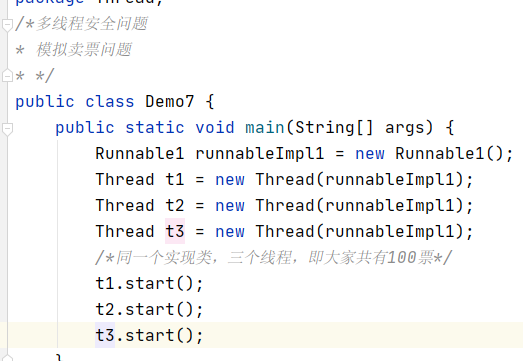 package Thread;
/*多线程安全问题
* 模拟卖票问题
* */
public class Demo7 {
public static void main(String[] args) {
Runnable1 runnableImpl1 = new Runnable1();
Thread t1 = new Thread(runnableImpl1);
Thread t2 = new Thread(runnableImpl1);
Thread t3 = new Thread(runnableImpl1);
/*同一个实现类，三个线程，即大家共有100票*/
t1.start();
t2.start();
t3.start();
}